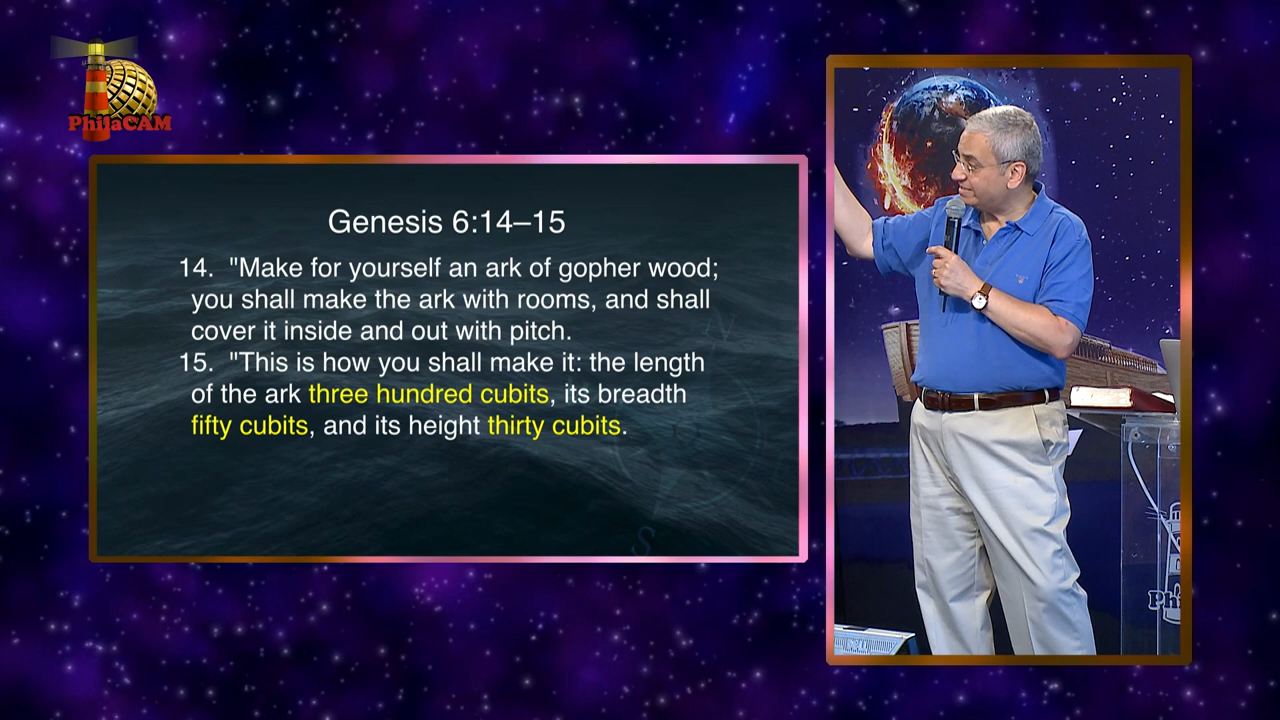 PhilaCAM
Genesis 6:14–15
14. "Make for yourself an ark of gopher wood;
you shall make the ark with rooms, and shall
cover it inside and out with pitch.
15. "This is how you shall make it: the length
of the ark three hundred cubits, its breadth
fifty cubits, and its height thirty cubits.
N
S
Ph